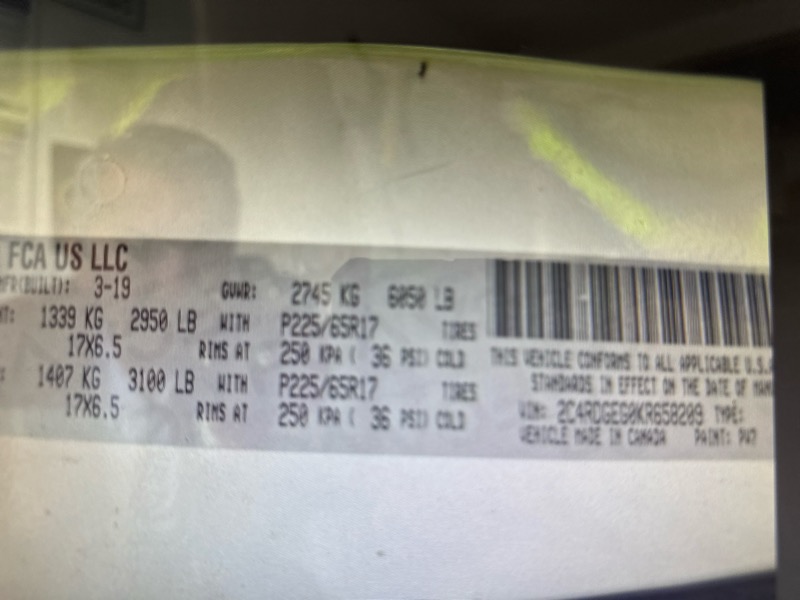 FCA US LLC
MFR(BUILT): 3-19 GVWR: 2745 KG 6050 LB
NT: 1339 KG 2950 LB WITH P225/65R17 TIRES
17X6.5 RIMS AT 250 KPA ( 36 PSI) COLD
1407 KG 3100 LB WITH P225/65R17 TIRES
17X6.5 RIMS AT 250 KPA ( 36 PSI) COLD
THIS VEHICLE CONFORMS TO ALL APPLICABLE U.S.A
STANDARDS IN EFFECT ON THE DATE OF MAN
VIN: 2C4RDGEG0KR658209 TYPE:
VEHICLE MADE IN CANADA PAINT: PW7